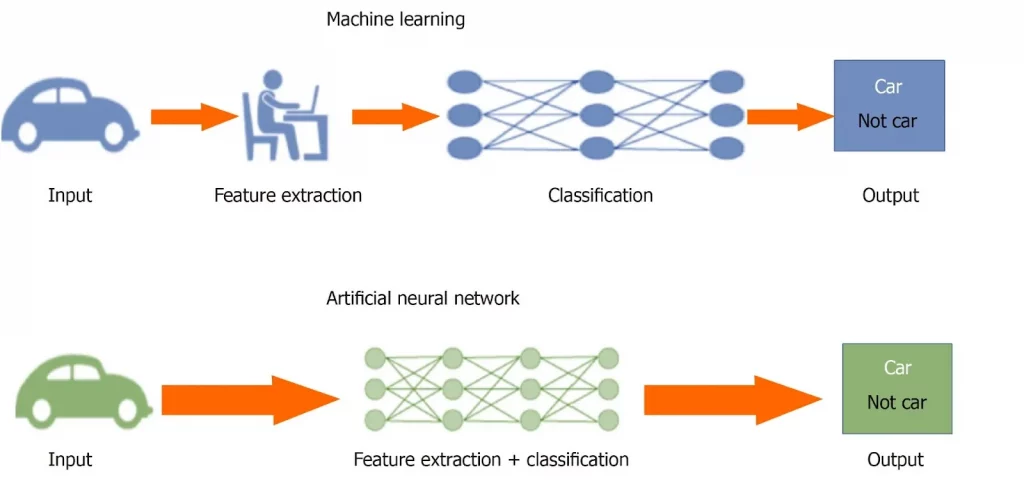 Machine learning
Car
Not car
Input
Feature extraction
Classification
Output
Artificial neural network
Car
Not car
Input
Feature extraction + classification
Output